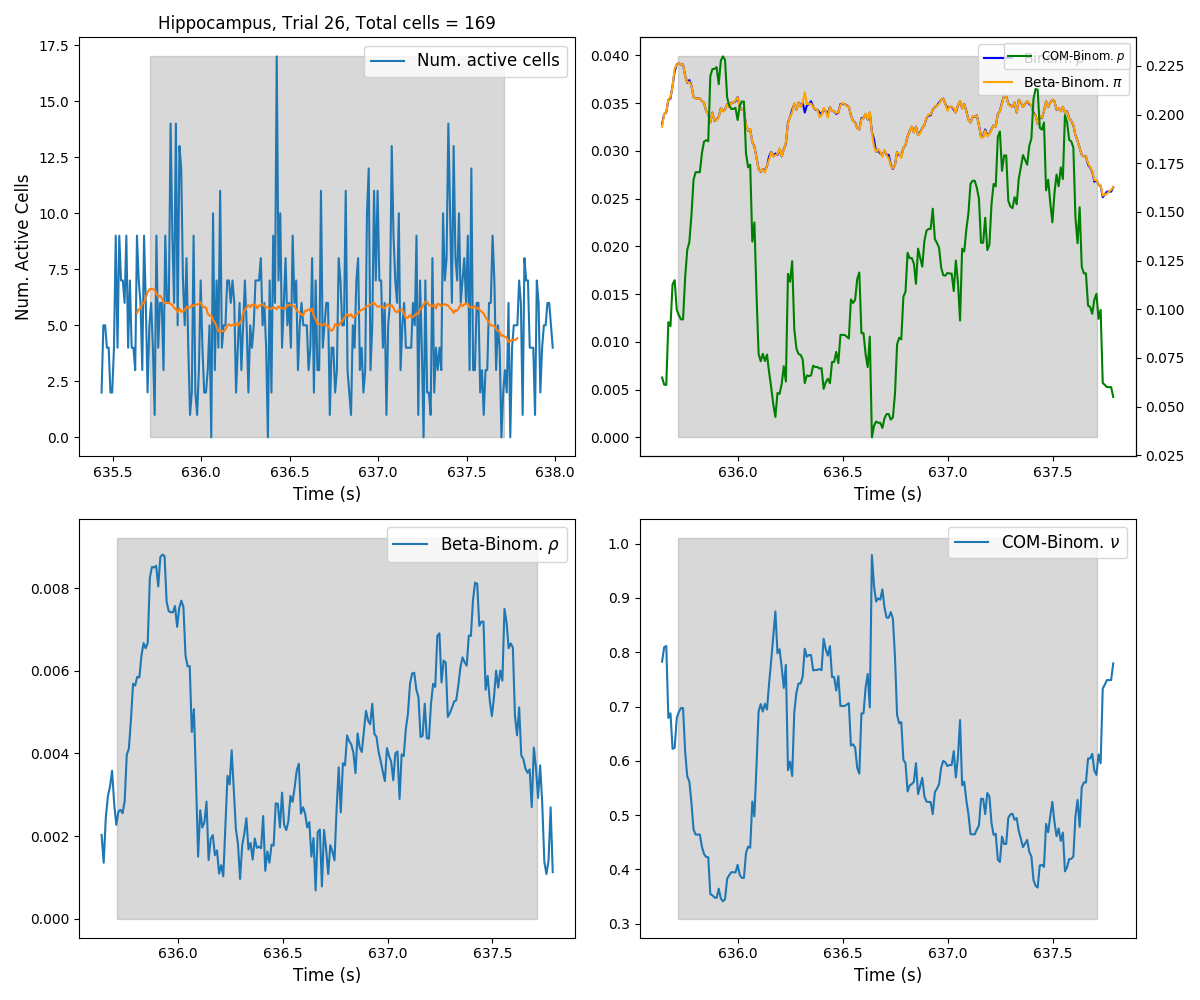 Hippocampus, Trial 26, Total cells = 169
Num. Active Cells
17.5
15.0
12.5
10.0
7.5
5.0
2.5
0.0
Num. active cells
635.5 636.0 636.5 637.0 637.5 638.0
Time (s)
0.040
0.035
0.030
0.025
0.020
0.015
0.010
0.005
0.000
COM-Binom. p
Beta-Binom. π
0.225
0.200
0.175
0.150
0.125
0.100
0.075
0.050
0.025
636.0 636.5 637.0 637.5
Time (s)
0.008
0.006
0.004
0.002
0.000
Beta-Binom. ρ
636.0 636.5 637.0 637.5
Time (s)
1.0
0.9
0.8
0.7
0.6
0.5
0.4
0.3
COM-Binom. ν
636.0 636.5 637.0 637.5
Time (s)